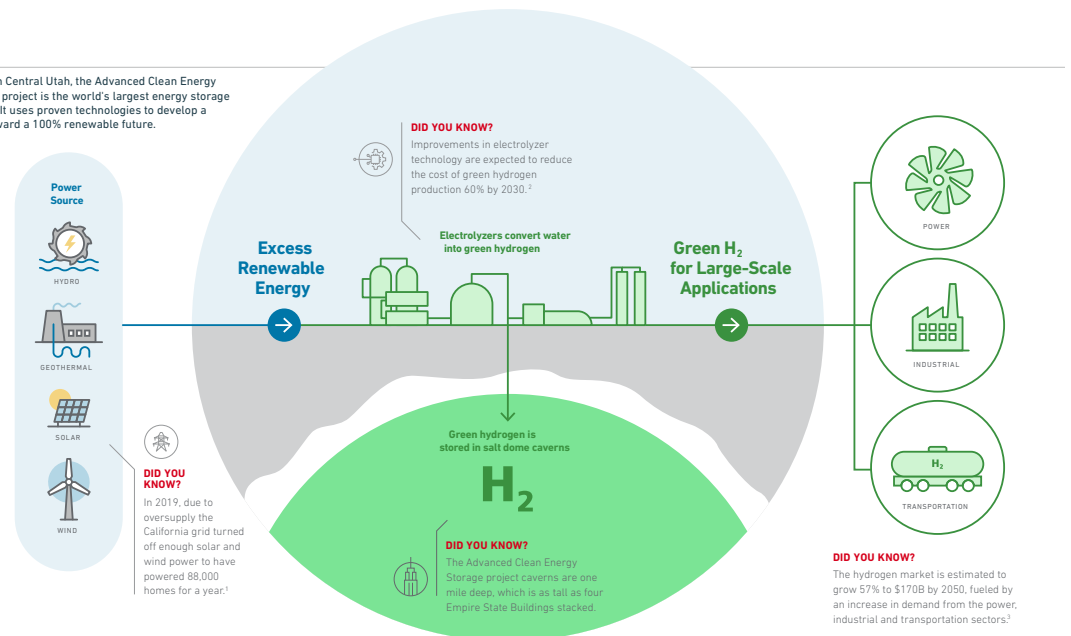 Central Utah, the Advanced Clean Energy
project is the world's largest energy storage
It uses proven technologies to develop a
a 100% renewable future.
Power
Source
HYDRO
GEOTHERMAL
SOLAR
WIND
DID YOU
KNOW?
In 2019, due to
oversupply the
California grid turned
off enough solar and
wind power to have
powered 88,000
homes for a year.¹
Excess
Renewable
Energy
DID YOU KNOW?
Improvements in electrolyzer
technology are expected to reduce
the cost of green hydrogen
production 60% by 2030. ²
Electrolyzers convert water
into green hydrogen
Green H₂
for Large-Scale
Applications
Green hydrogen is
stored in salt dome caverns
H₂
DID YOU KNOW?
The Advanced Clean Energy
Storage project caverns are one
mile deep, which is as tall as four
Empire State Buildings stacked.
POWER
INDUSTRIAL
H₂
TRANSPORTATION
DID YOU KNOW?
The hydrogen market is estimated to
grow 57% to $170B by 2050, fueled by
an increase in demand from the power,
industrial and transportation sectors.³